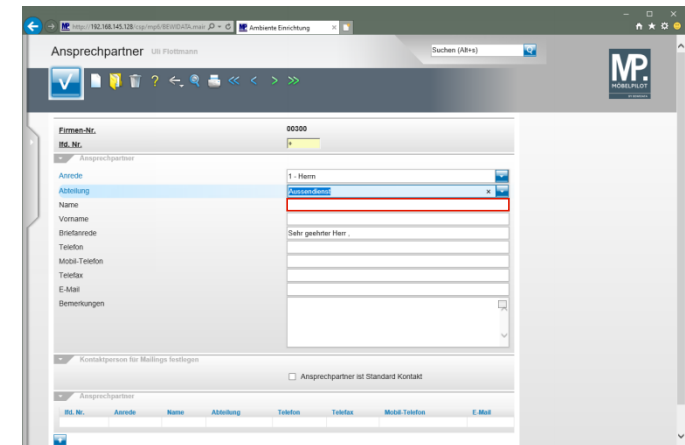 http://192.168.145.128/csp/mp6/BEWIDATA.mair Ambiente Einrichtung
Ansprechpartner Uli Flottmann
Suchen (Alt+s)
MP.
MÖBELPILOT
Firmen-Nr. 00300
lfd. Nr. +
Ansprechpartner
Anrede 1 - Herrn
Abteilung Aussendienst
Name
Vorname
Briefanrede Sehr geehrter Herr ,
Telefon
Mobil-Telefon
Telefax
E-Mail
Bemerkungen
Kontaktperson für Mailings festlegen
Ansprechpartner ist Standard Kontakt
Ansprechpartner
lfd. Nr. Anrede Name Abteilung Telefon Telefax Mobil-Telefon E-Mail